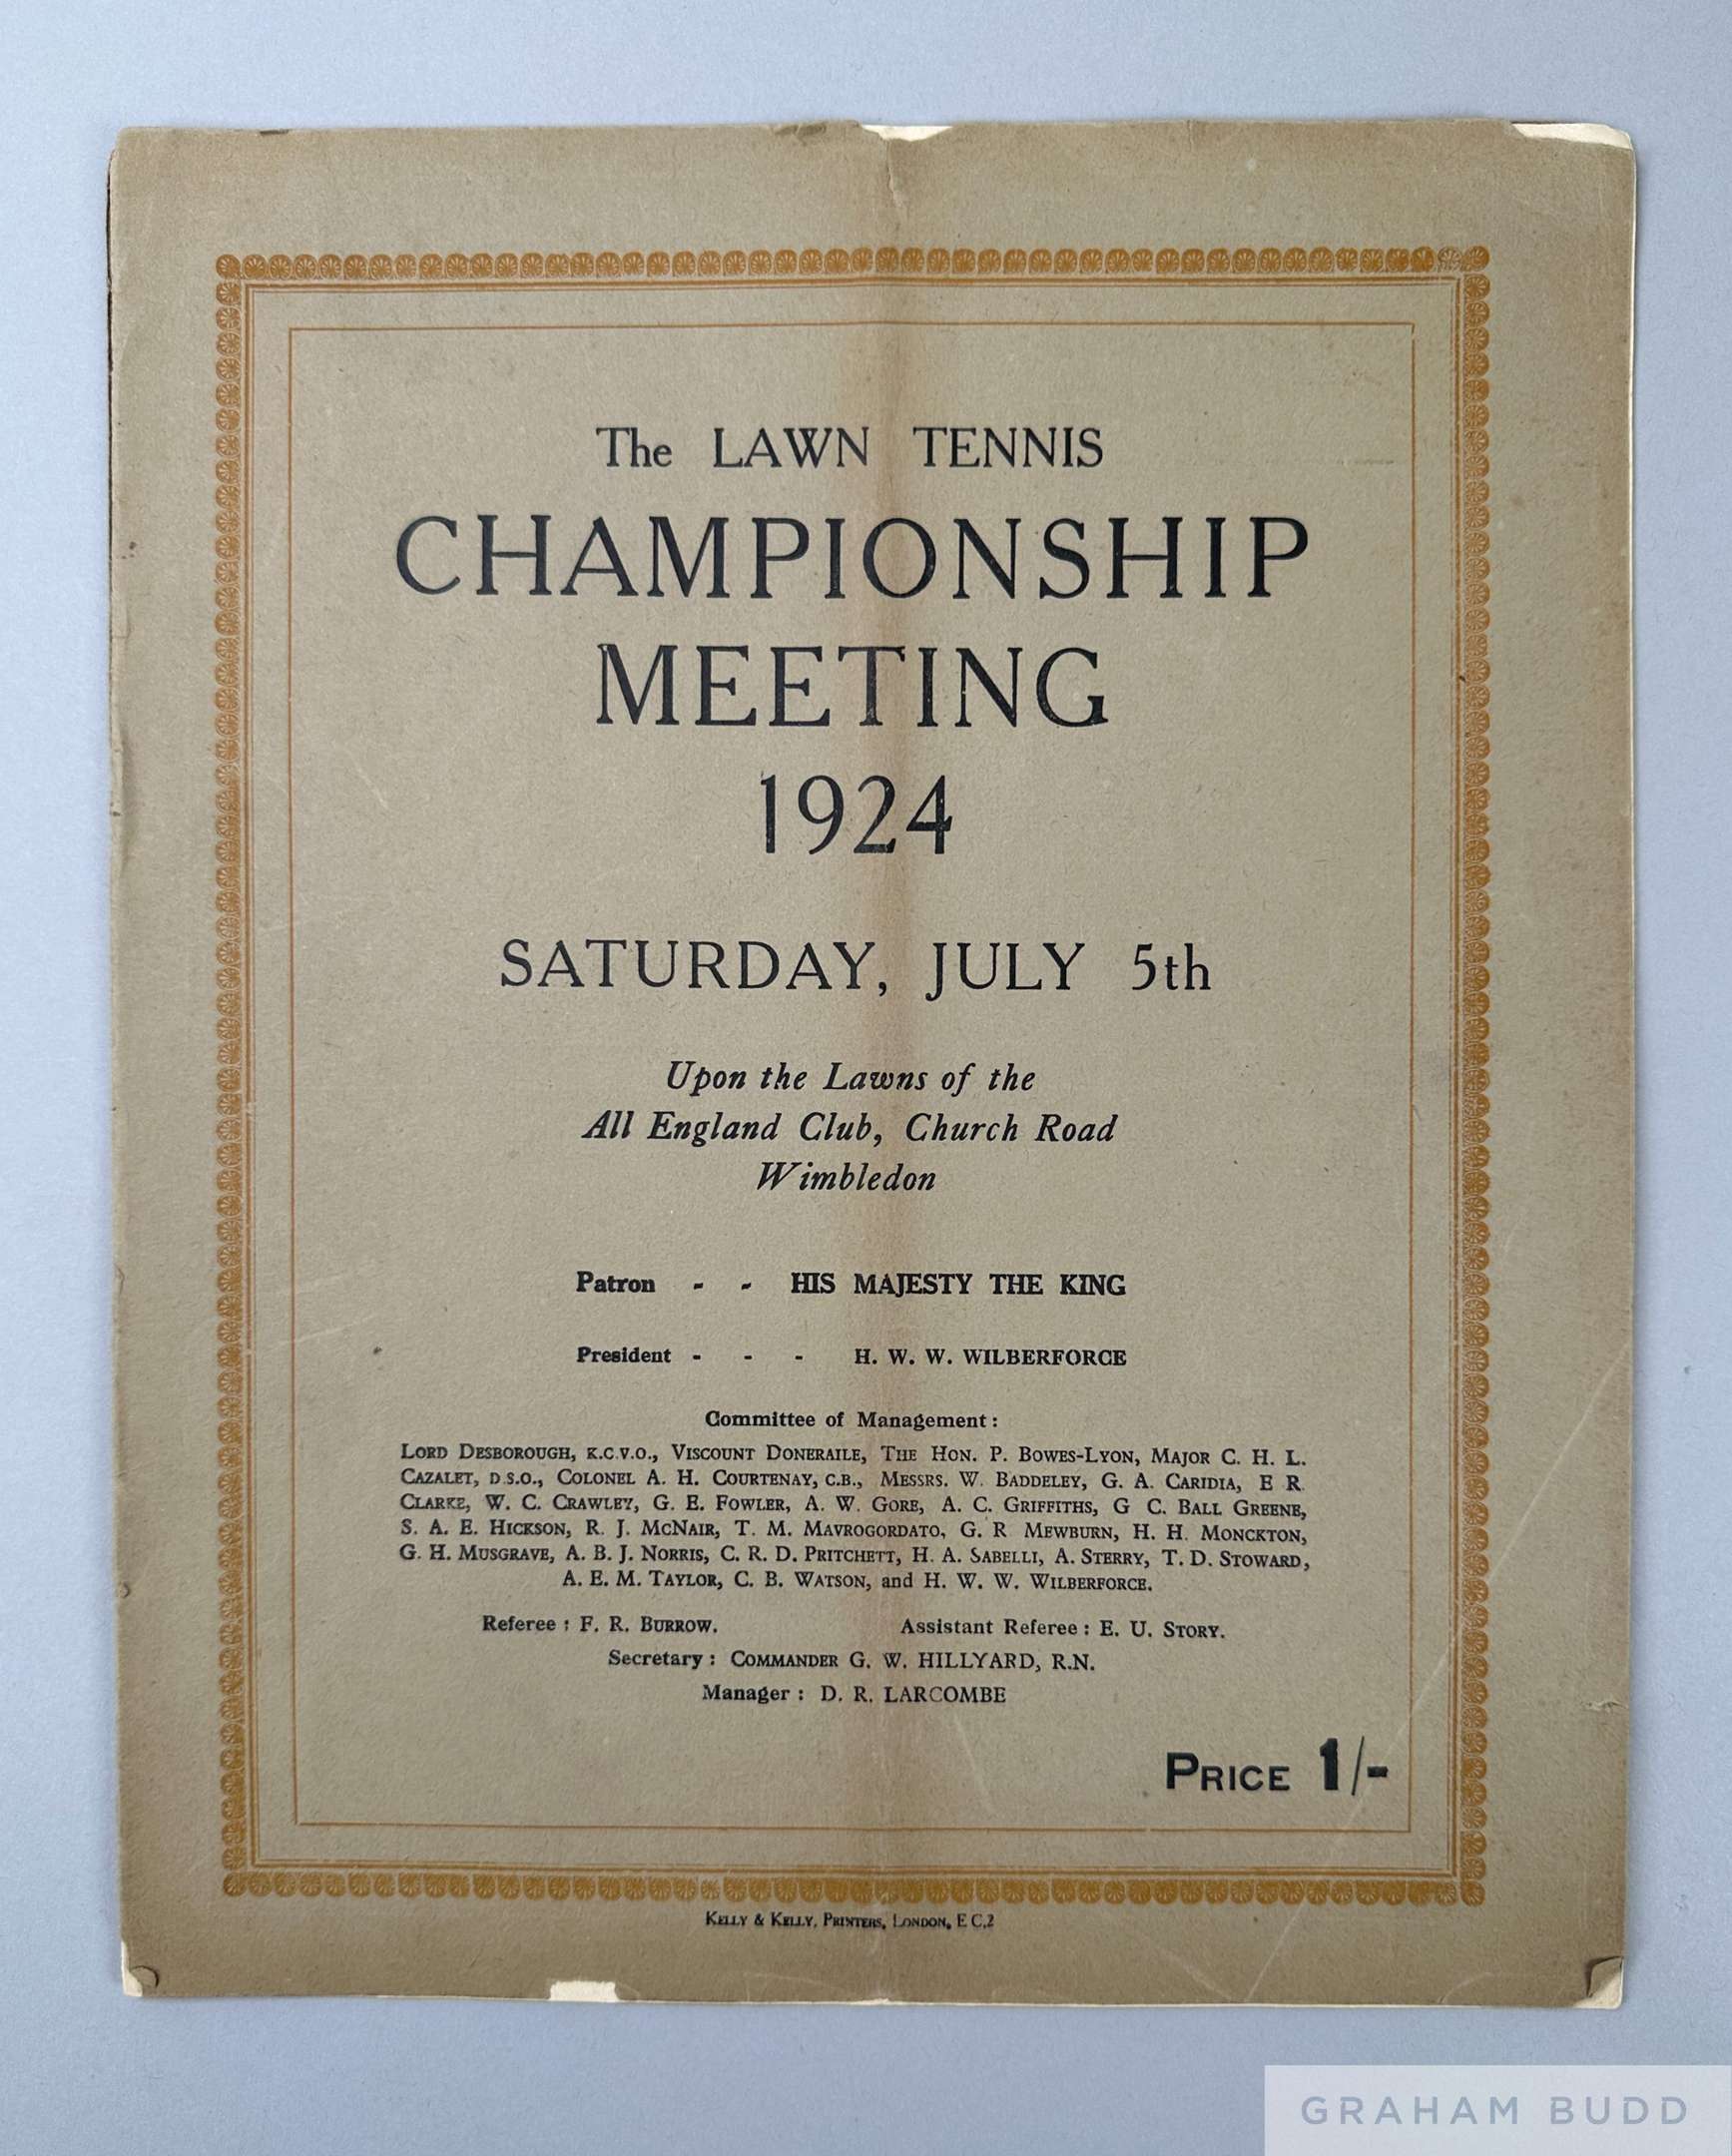 The LAWN TENNIS
CHAMPIONSHIP
MEETING
1924
SATURDAY, JULY 5th
Upon the Lawns of the
All England Club, Church Road
Wimbledon
Patron - - HIS MAJESTY THE KING
President - - - H. W. W. WILBERFORCE
Committee of Management:
LORD DESBOROUGH, K.C.V.O., VISCOUNT DONERAILE, THE HON. P. BOWES-LYON, MAJOR C. H. L.
CAZALET, D.S.O., COLONEL A. H. COURTENAY, C.B., MESSRS. W. BADDELEY, G. A. CARIDIA, E R.
CLARKE, W. C. CRAWLEY, G. E. FOWLER, A. W. GORE, A. C. GRIFFITHS, G C. BALL GREENE,
S. A. E. HICKSON, R. J. MCNAIR, T. M. MAVROGORDATO, G. R MEWBURN, H. H. MONCKTON,
G. H. MUSGRAVE, A. B. J. NORRIS, C. R. D. PRITCHETT, H. A. SABELLI, A. STERRY, T. D. STOWARD,
A. E. M. TAYLOR, C. B. WATSON, and H. W. W. WILBERFORCE.
Referee: F. R. BURROW. Assistant Referee: E. U. STORY.
Secretary: COMMANDER G. W. HILLYARD, R.N.
Manager: D. R. LARCOMBE
PRICE 1/-
KELLY & KELLY, PRINTERS, LONDON, E C,2
GRAHAM BUDD